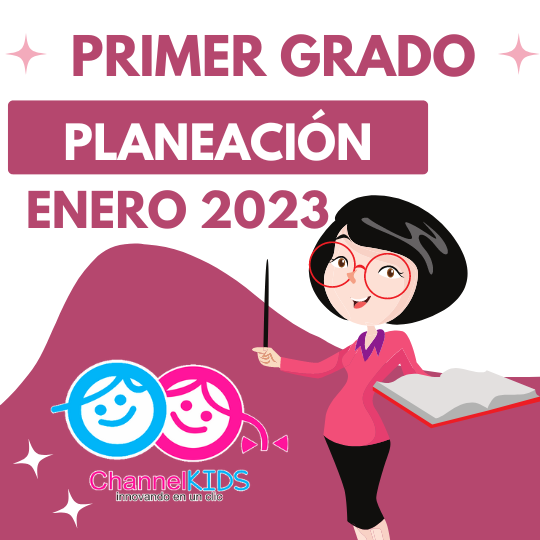 PRIMER GRADO
PLANEACIÓN
ENERO 2023
ChannelKIDS
innovando en un clic